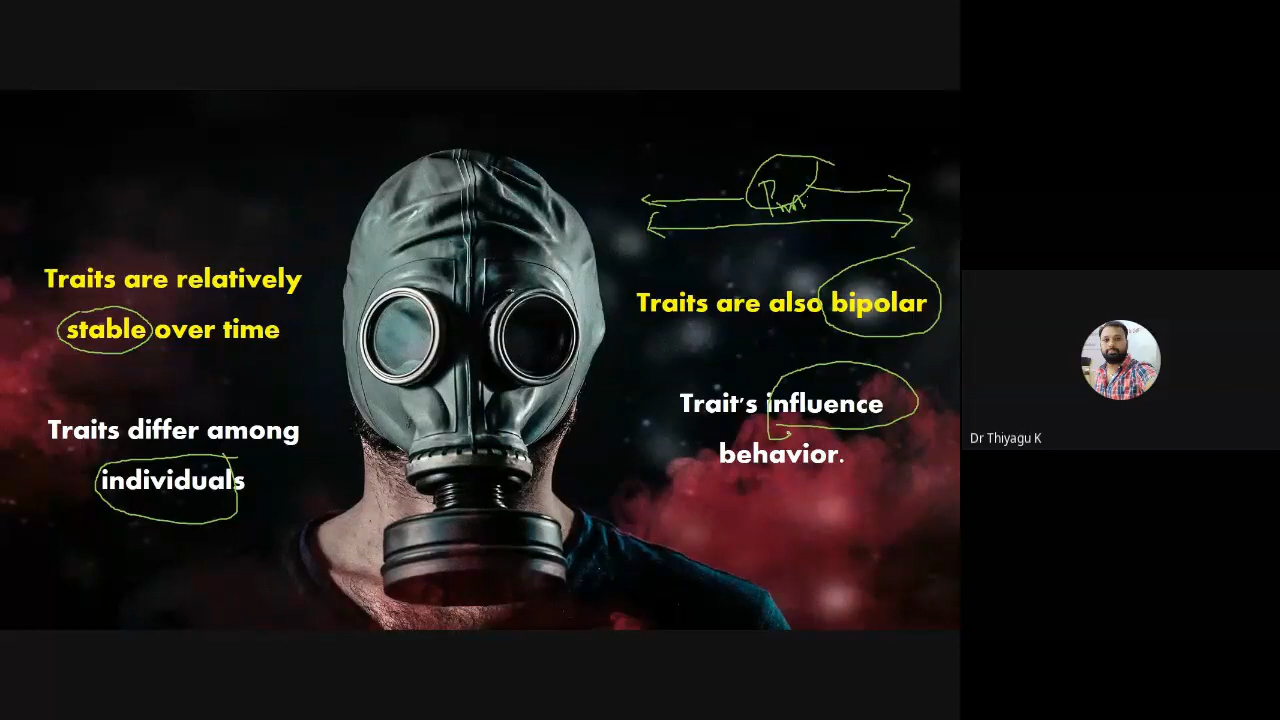 Traits are relatively
stable over time
Traits differ among
individuals
Traits are also bipolar
Trait's influence
behavior.
Dr Thiyagu K